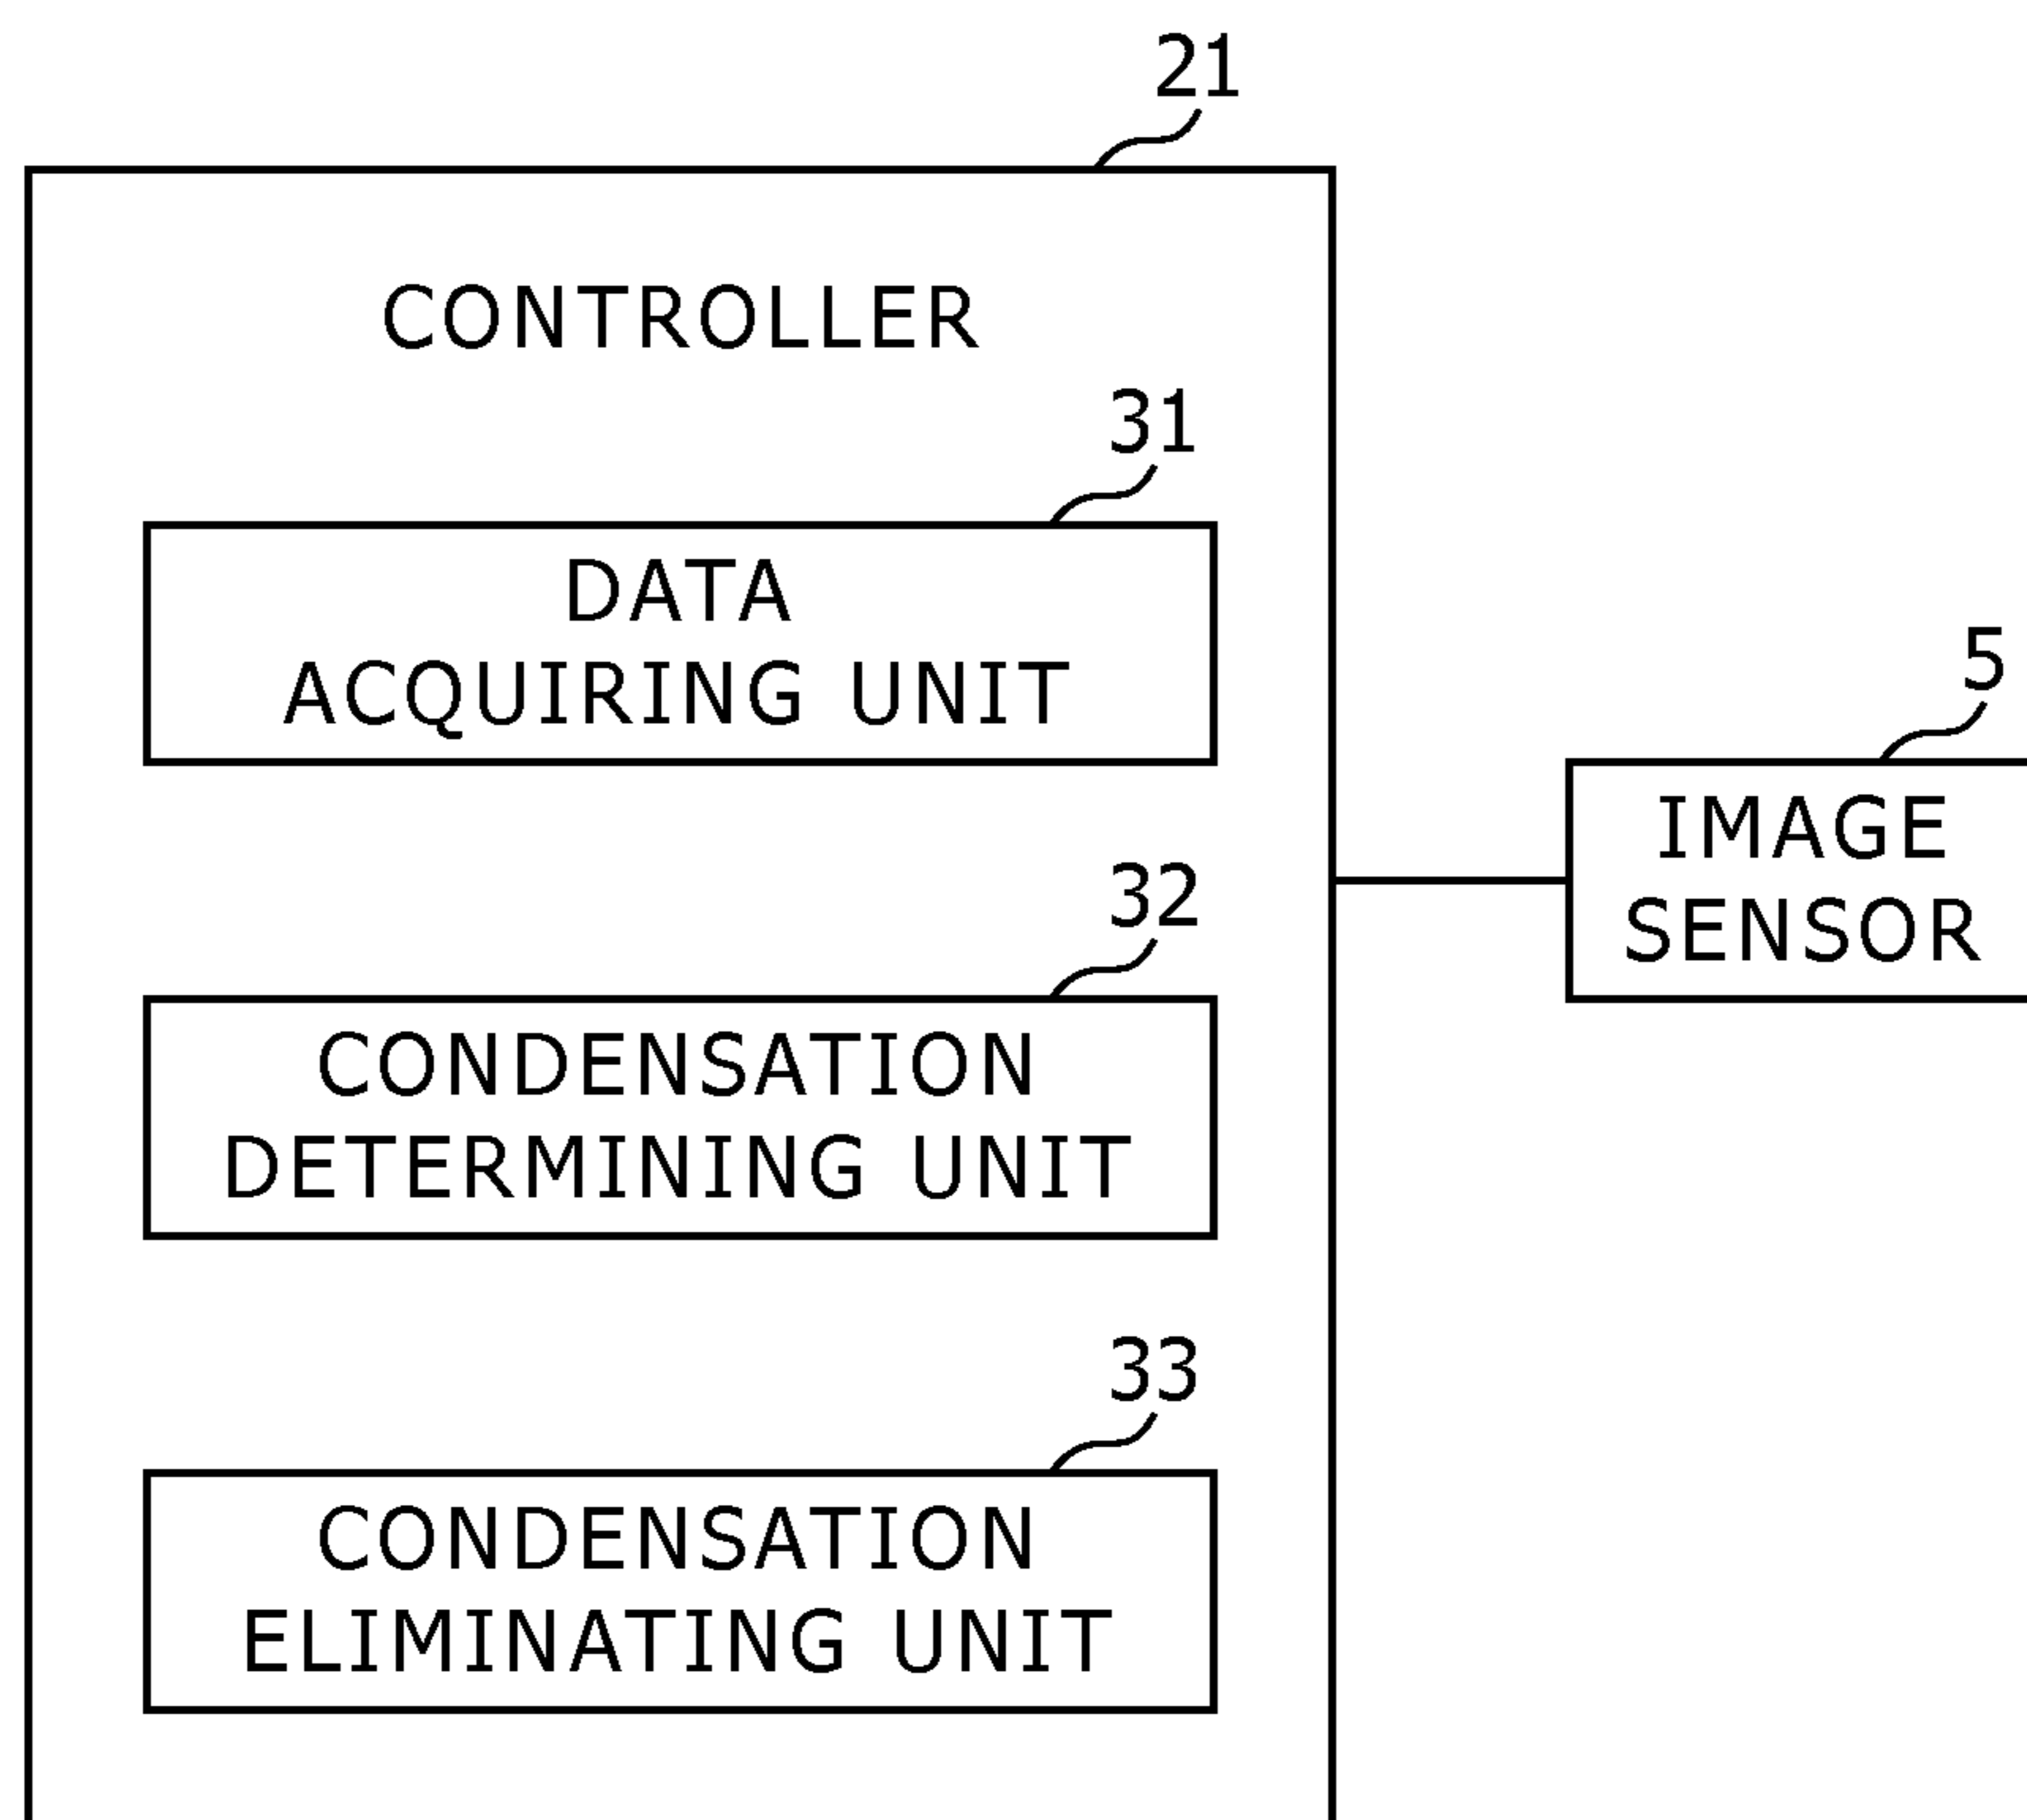 21
CONTROLLER
31
DATA
ACQUIRING UNIT
32
CONDENSATION
DETERMINING UNIT
33
CONDENSATION
ELIMINATING UNIT
5
IMAGE
SENSOR